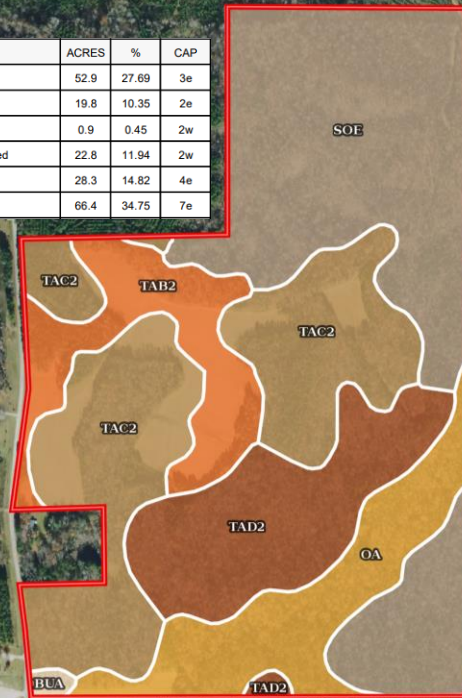 ACRES % CAP
52.9 27.69 3e
19.8 10.35 2e
0.9 0.45 2w
ed 22.8 11.94 2w
28.3 14.82 4e
66.4 34.75 7e
SOE
TAC2
TAB2
TAC2
TAC2
TAD2
OA
BUA
TAD2